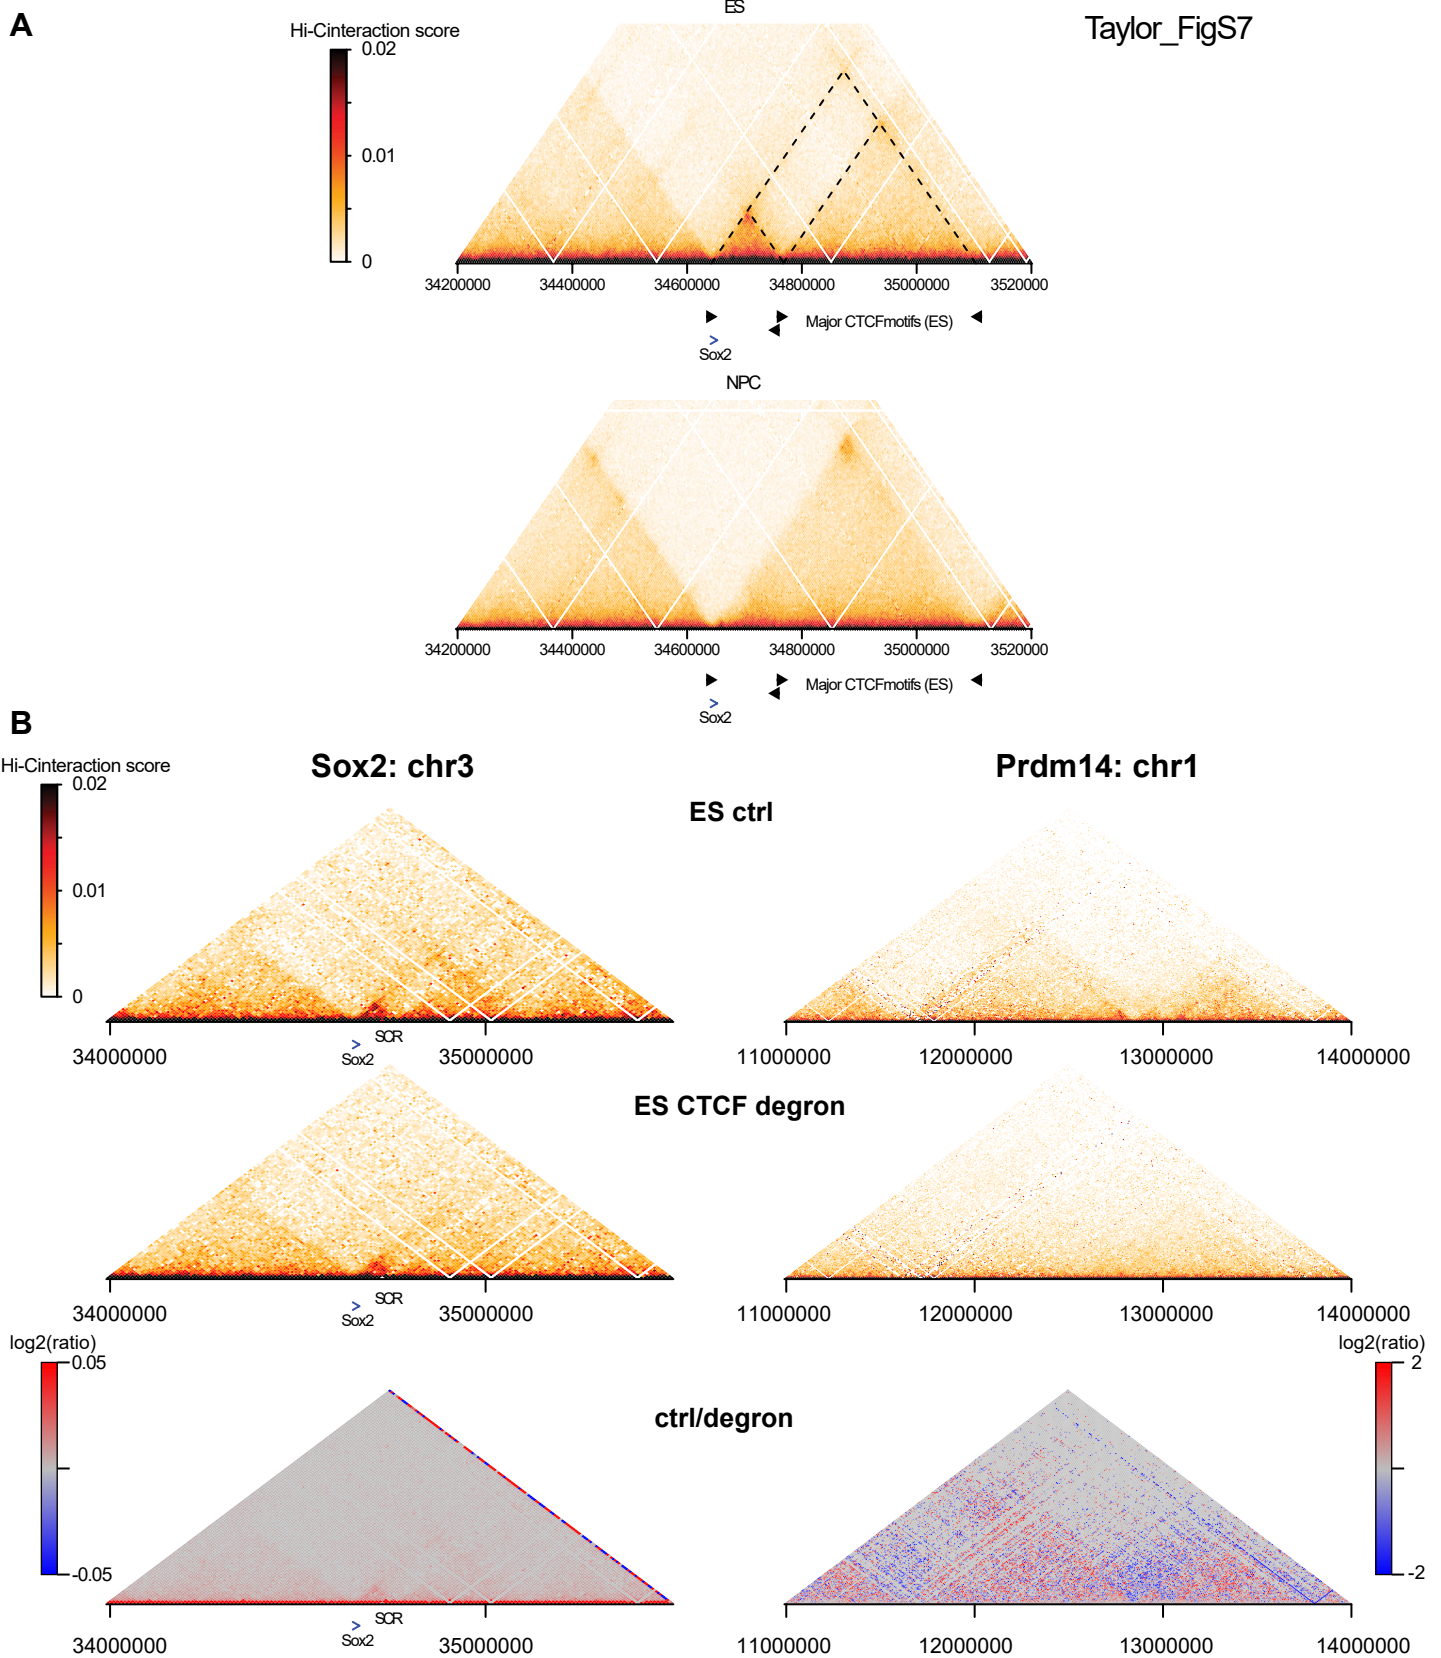 A
ES
Taylor_FigS7
Hi-Cinteraction score
0.02
0.01
0
34200000 34400000 34600000 34800000 35000000 3520000
Major CTCFmotifs (ES)
>
Sox2
NPC
34200000 34400000 34600000 34800000 35000000 3520000
Major CTCFmotifs (ES)
>
Sox2
B
Hi-Cinteraction score
Sox2: chr3
Prdm14: chr1
0.02
0.01
0
ES ctrl
34000000 > Sox2 SCR 35000000
11000000 12000000 13000000 14000000
ES CTCF degron
34000000 > Sox2 SCR 35000000
11000000 12000000 13000000 14000000
log2(ratio)
0.05
-0.05
ctrl/degron
log2(ratio)
2
-2
34000000 > Sox2 SCR 35000000
11000000 12000000 13000000 14000000